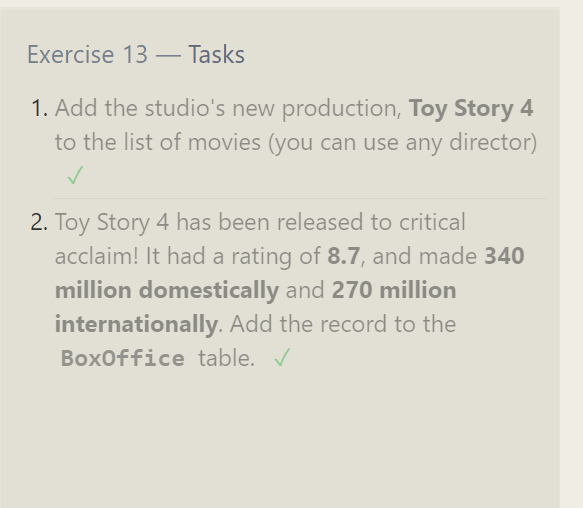 Exercise 13 — Tasks
1. Add the studio's new production, Toy Story 4
to the list of movies (you can use any director)
✓
2. Toy Story 4 has been released to critical
acclaim! It had a rating of 8.7, and made 340
million domestically and 270 million
internationally. Add the record to the
BoxOffice table. ✓